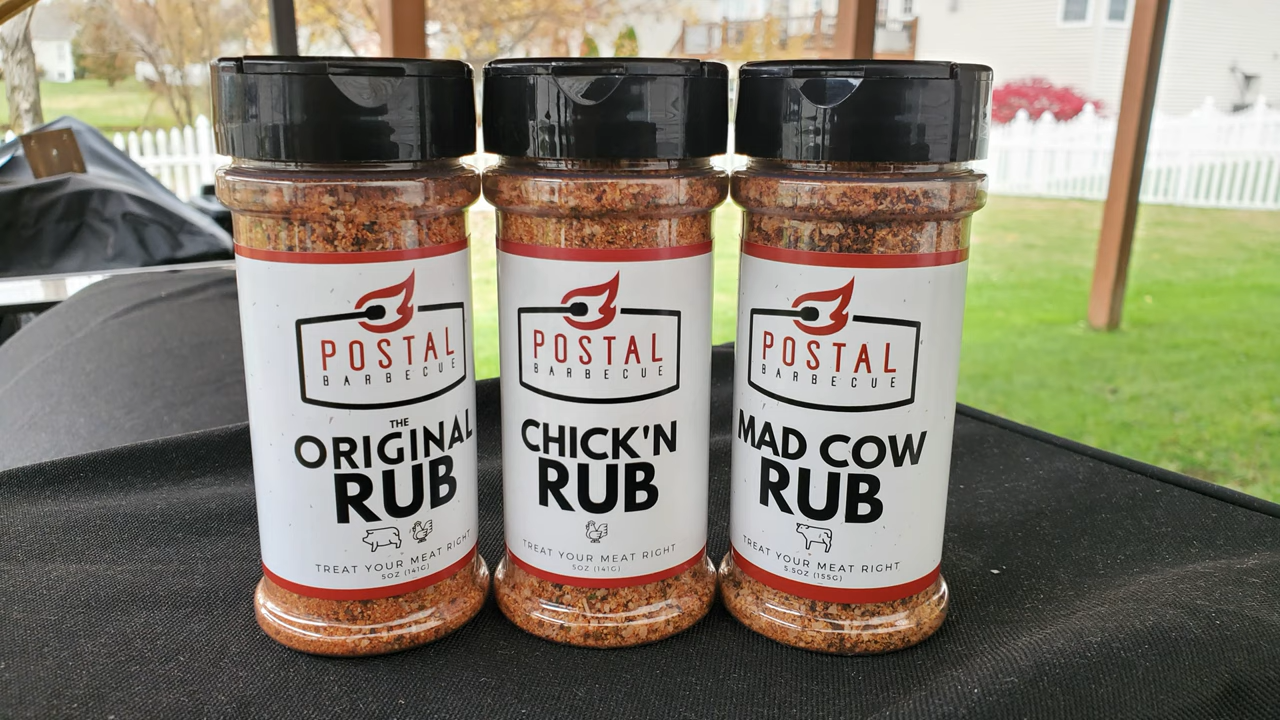 POSTAL
BARBECUE
THE
ORIGINAL
RUB
TREAT YOUR MEAT RIGHT
5OZ (141G)
POSTAL
BARBECUE
CHICK'N
RUB
TREAT YOUR MEAT RIGHT
5OZ (141G)
POSTAL
BARBECUE
MAD COW
RUB
TREAT YOUR MEAT RIGHT
5.5OZ (155G)